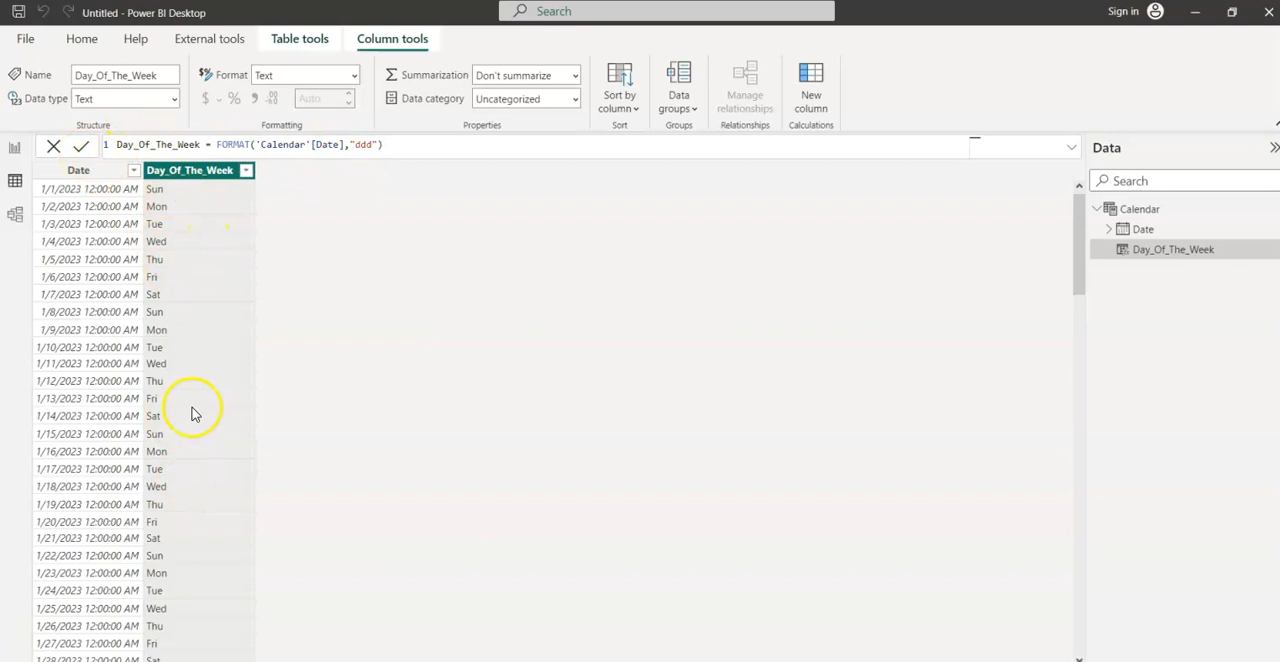 Untitled - Power BI Desktop
Search
Sign in
File
Home
Help
External tools
Table tools
Column tools
Name
Day_Of_The_Week
Format
Text
Summarization
Don't summarize
Data type
Text
$
%
Auto
Data category
Uncategorized
Sort by
column
Data
groups
Manage
relationships
New
column
Structure
Formatting
Properties
Sort
Groups
Relationships
Calculations
1 Day_Of_The_Week = FORMAT('Calendar'[Date],"ddd")
Data
Date
Day_Of_The_Week
Search
1/1/2023 12:00:00 AM Sun
Calendar
1/2/2023 12:00:00 AM Mon
1/3/2023 12:00:00 AM Tue
Date
1/4/2023 12:00:00 AM Wed
Day_Of_The_Week
1/5/2023 12:00:00 AM Thu
1/6/2023 12:00:00 AM Fri
1/7/2023 12:00:00 AM Sat
1/8/2023 12:00:00 AM Sun
1/9/2023 12:00:00 AM Mon
1/10/2023 12:00:00 AM Tue
1/11/2023 12:00:00 AM Wed
1/12/2023 12:00:00 AM Thu
1/13/2023 12:00:00 AM Fri
1/14/2023 12:00:00 AM Sat
1/15/2023 12:00:00 AM Sun
1/16/2023 12:00:00 AM Mon
1/17/2023 12:00:00 AM Tue
1/18/2023 12:00:00 AM Wed
1/19/2023 12:00:00 AM Thu
1/20/2023 12:00:00 AM Fri
1/21/2023 12:00:00 AM Sat
1/22/2023 12:00:00 AM Sun
1/23/2023 12:00:00 AM Mon
1/24/2023 12:00:00 AM Tue
1/25/2023 12:00:00 AM Wed
1/26/2023 12:00:00 AM Thu
1/27/2023 12:00:00 AM Fri
1/28/2023 12:00:00 AM Sat